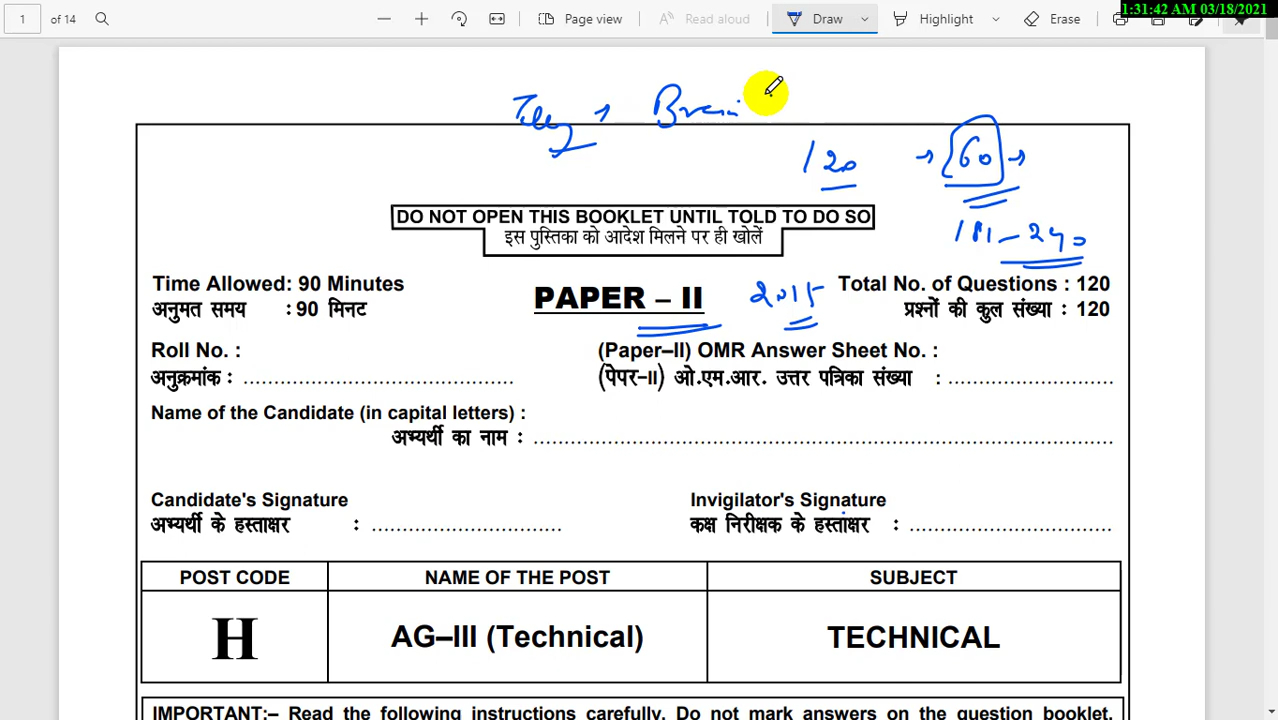 1 of 14 Page view Read aloud Draw Highlight Erase 1:31:42 AM 03/18/2021
120 60
181-240
DO NOT OPEN THIS BOOKLET UNTIL TOLD TO DO SO
इस पुस्तिका को आदेश मिलने पर ही खोलें
Time Allowed: 90 Minutes PAPER – II 2015 Total No. of Questions : 120
अनुमत समय : 90 मिनट प्रश्नों की कुल संख्या : 120
Roll No. : (Paper–II) OMR Answer Sheet No. :
अनुक्रमांक : ........................................ (पेपर-II) ओ.एम.आर. उत्तर पत्रिका संख्या : .........................
Name of the Candidate (in capital letters) :
अभ्यर्थी का नाम : ................................................................................
Candidate's Signature Invigilator's Signature
अभ्यर्थी के हस्ताक्षर : ............................. कक्ष निरीक्षक के हस्ताक्षर : ...............................
POST CODE NAME OF THE POST SUBJECT
H AG–III (Technical) TECHNICAL
IMPORTANT:– Read the following instructions carefully. Do not mark answers on the question booklet.